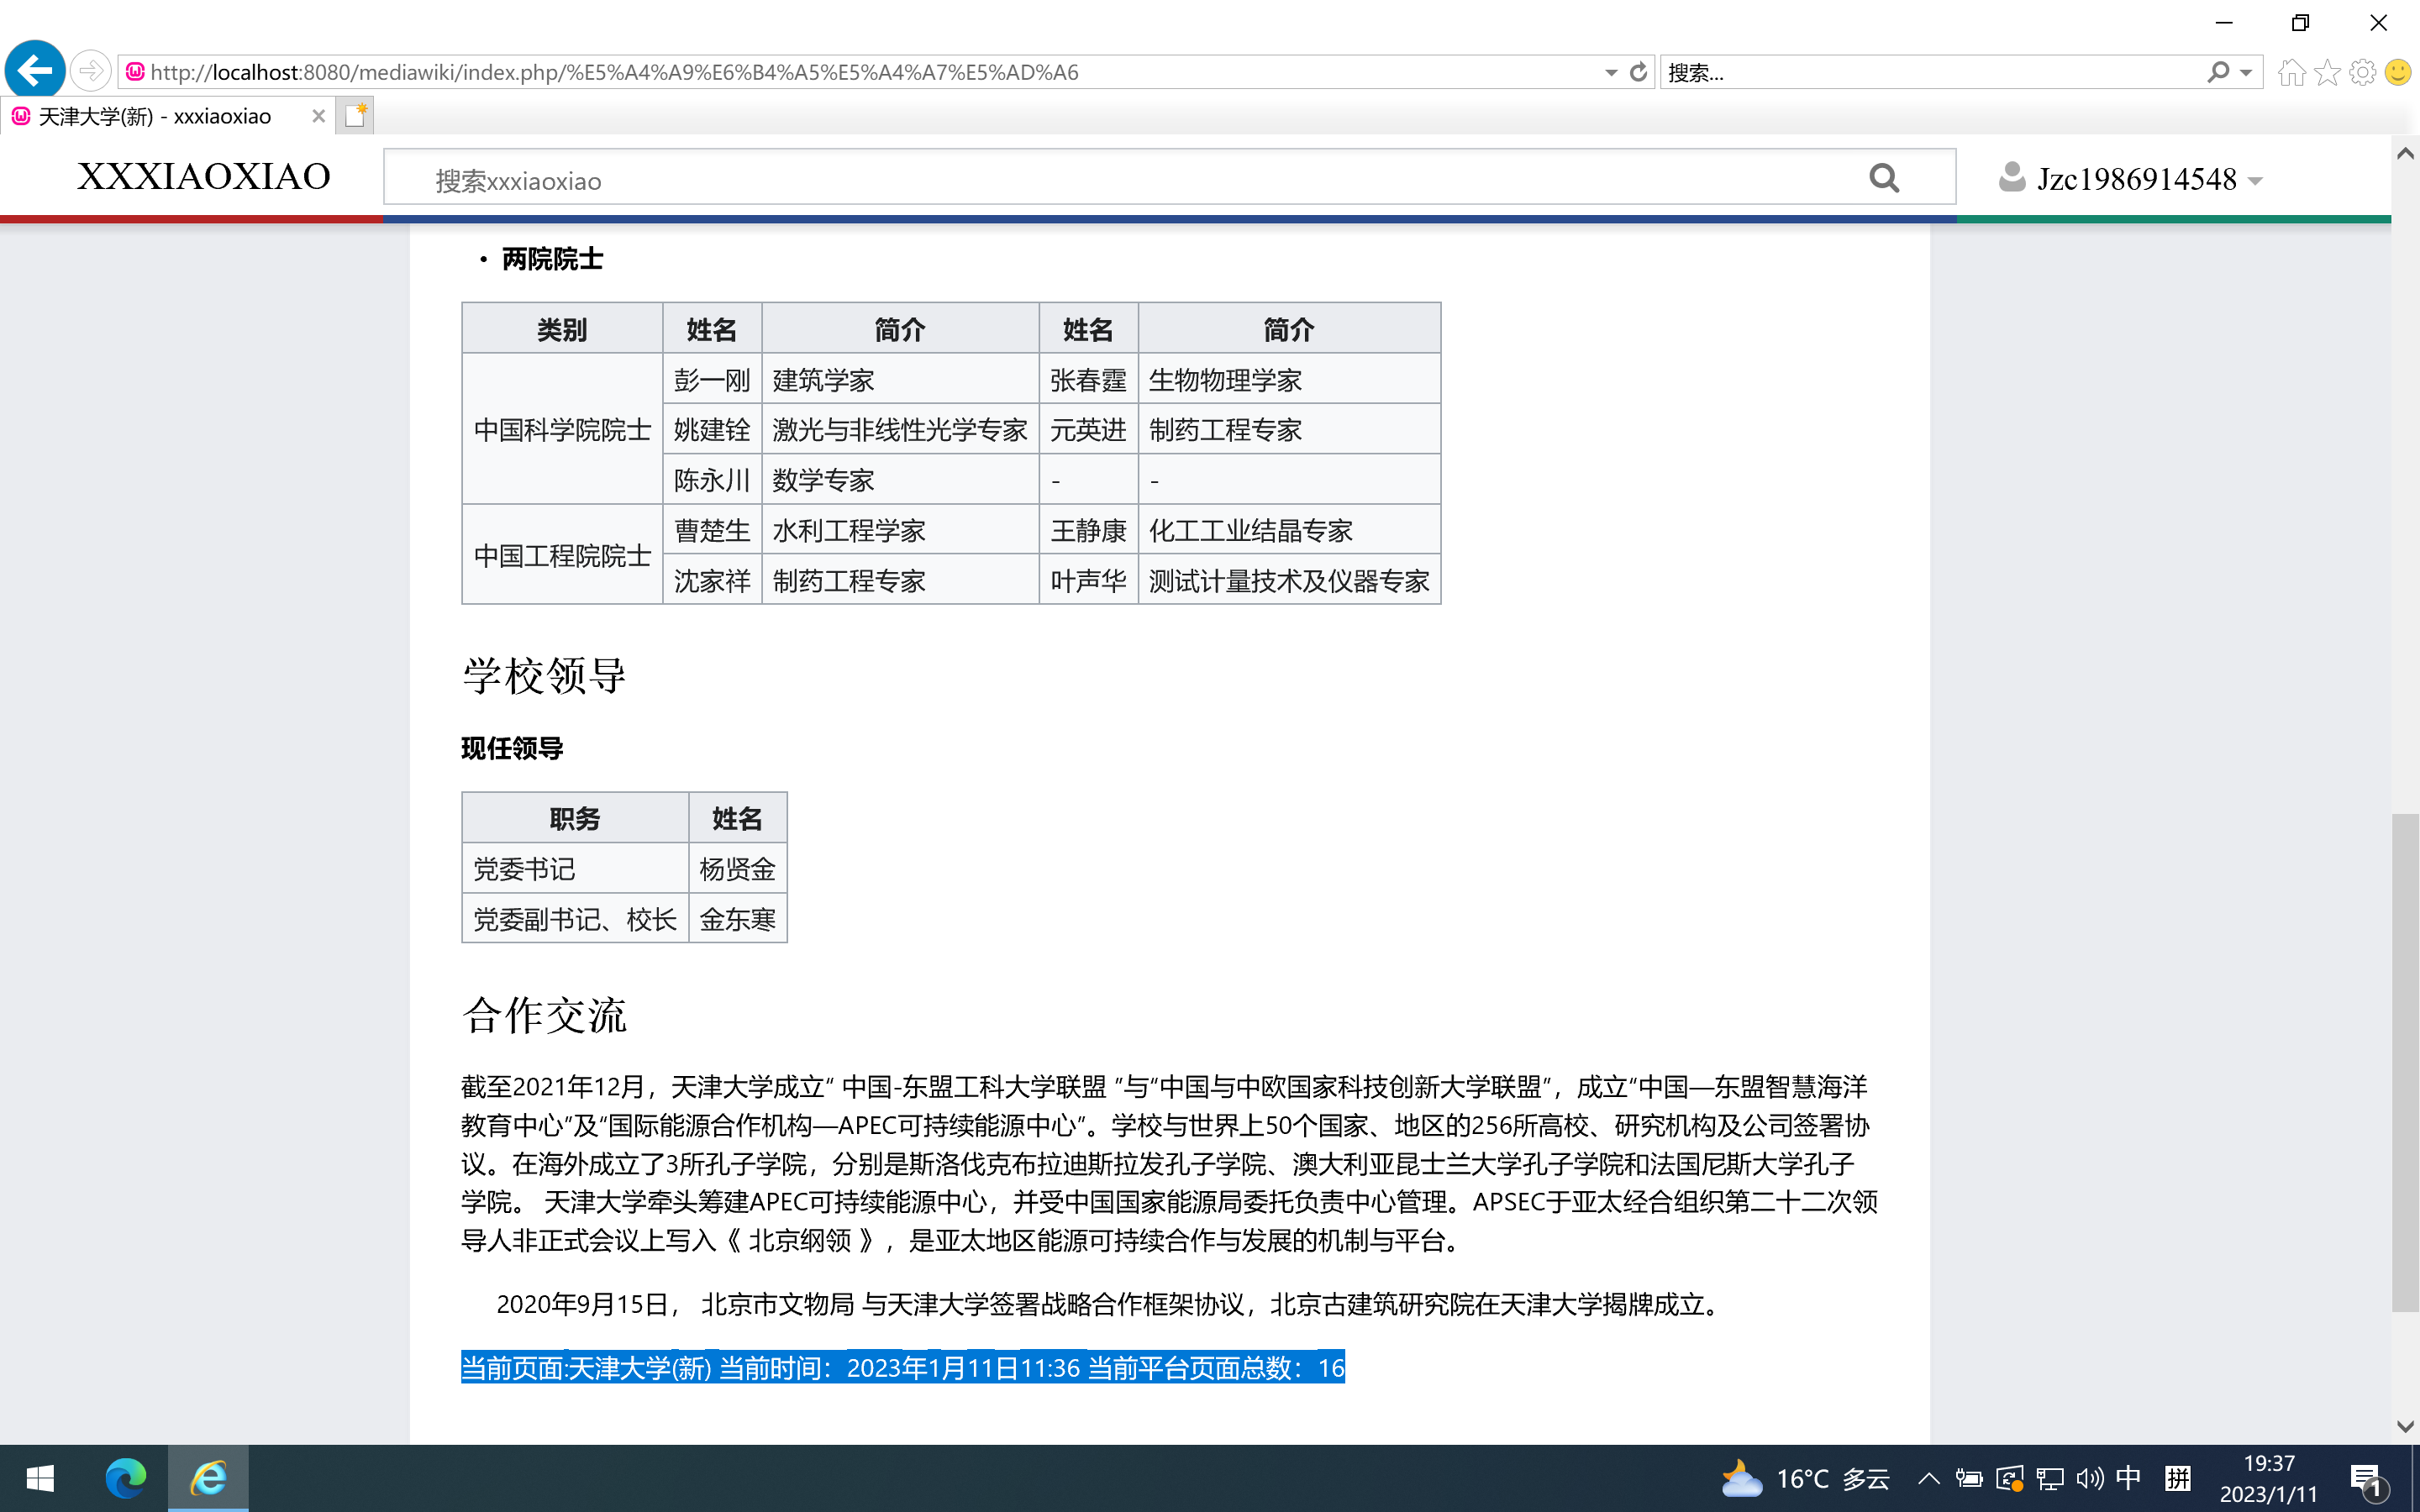 http://localhost:8080/mediawiki/index.php/%E5%A4%A9%E6%B4%A5%E5%A4%A7%E5%AD%A6
搜索...
天津大学(新) - xxxiaoxiao
XXXIAOXIAO
搜索xxxiaoxiao
Jzc1986914548
• 两院院士
类别 姓名 简介 姓名 简介
中国科学院院士 彭一刚 建筑学家 张春霆 生物物理学家
姚建铨 激光与非线性光学专家 元英进 制药工程专家
陈永川 数学专家 - -
中国工程院院士 曹楚生 水利工程学家 王静康 化工工业结晶专家
沈家祥 制药工程专家 叶声华 测试计量技术及仪器专家
学校领导
现任领导
职务 姓名
党委书记 杨贤金
党委副书记、校长 金东寒
合作交流
截至2021年12月，天津大学成立“ 中国-东盟工科大学联盟 ”与“中国与中欧国家科技创新大学联盟”，成立“中国—东盟智慧海洋
教育中心”及“国际能源合作机构—APEC可持续能源中心”。学校与世界上50个国家、地区的256所高校、研究机构及公司签署协
议。在海外成立了3所孔子学院，分别是斯洛伐克布拉迪斯拉发孔子学院、澳大利亚昆士兰大学孔子学院和法国尼斯大学孔子
学院。 天津大学牵头筹建APEC可持续能源中心，并受中国国家能源局委托负责中心管理。APSEC于亚太经合组织第二十二次领
导人非正式会议上写入《 北京纲领 》，是亚太地区能源可持续合作与发展的机制与平台。
2020年9月15日， 北京市文物局 与天津大学签署战略合作框架协议，北京古建筑研究院在天津大学揭牌成立。
当前页面:天津大学(新) 当前时间：2023年1月11日11:36 当前平台页面总数：16
16°C 多云
中
拼
19:37
2023/1/11
1